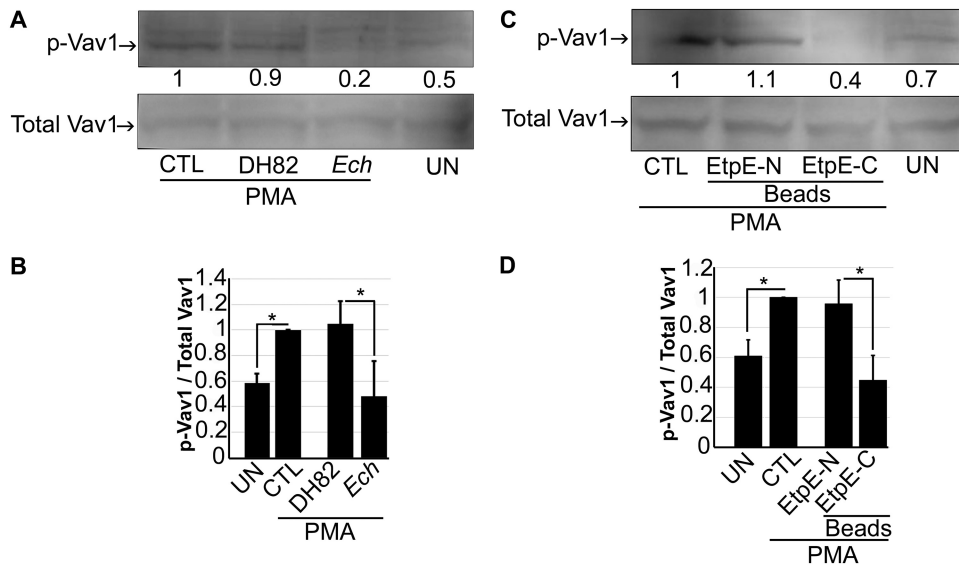 A
p-Vav1→
1 0.9 0.2 0.5
Total Vav1→
CTL DH82 Ech UN
PMA
B
p-Vav1 / Total Vav1
1.4
1.2
1
0.8
0.6
0.4
0.2
0
* *
UN CTL DH82 Ech
PMA
C
p-Vav1→
1 1.1 0.4 0.7
Total Vav1→
CTL EtpE-N EtpE-C UN
Beads
PMA
D
p-Vav1 / Total Vav1
1.2
1
0.8
0.6
0.4
0.2
0
* *
UN CTL EtpE-N EtpE-C
Beads
PMA